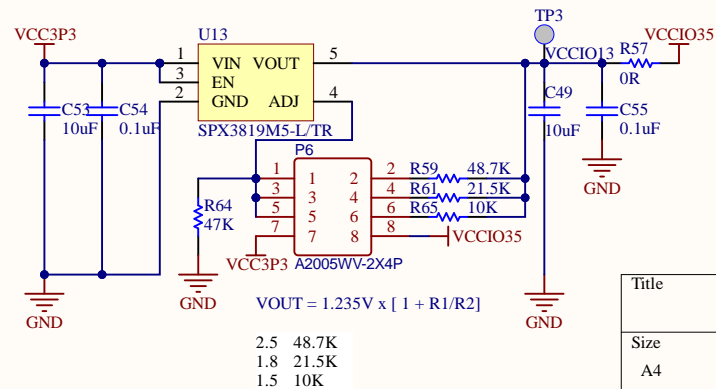 TP3
U13
VCC3P3
VCCIO35
1 VIN VOUT 5
VCCIO13
R57
3 EN
0R
2 GND ADJ 4
C53
10uF
C54
0.1uF
C49
10uF
C55
0.1uF
SPX3819M5-L/TR
P6
1 1 2 2 R59 48.7K
3 3 4 4 R61 21.5K
5 5 6 6 R65 10K
7 7 8 8 VCCIO35
R64
47K
GND
VCC3P3
A2005WV-2X4P
GND
GND
GND
VOUT = 1.235V x [ 1 + R1/R2]
2.5 48.7K
1.8 21.5K
1.5 10K
Title
Size
A4